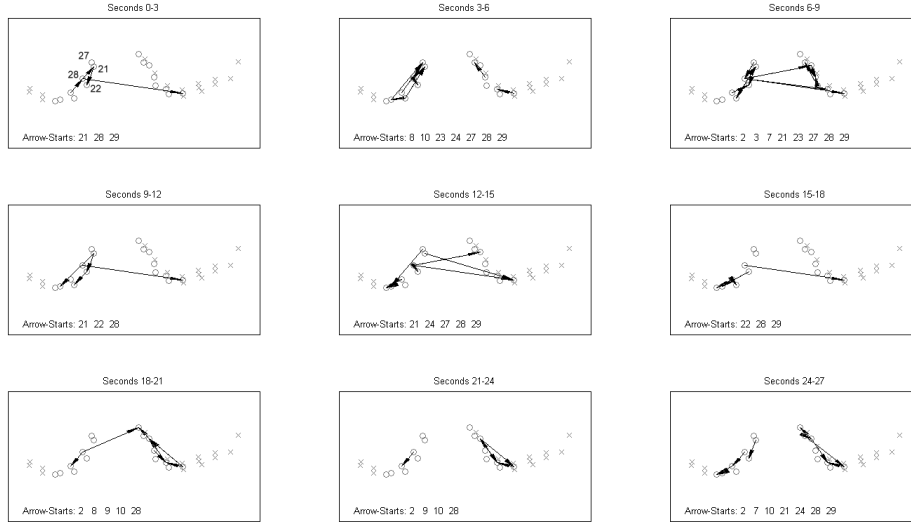 Seconds 0-3
27
21
28
22
Arrow-Starts: 21 28 29
Seconds 3-6
Arrow-Starts: 8 10 23 24 27 28 29
Seconds 6-9
Arrow-Starts: 2 3 7 21 23 27 28 29
Seconds 9-12
Arrow-Starts: 21 22 28
Seconds 12-15
Arrow-Starts: 21 24 27 28 29
Seconds 15-18
Arrow-Starts: 22 28 29
Seconds 18-21
Arrow-Starts: 2 8 9 10 28
Seconds 21-24
Arrow-Starts: 2 9 10 28
Seconds 24-27
Arrow-Starts: 2 7 10 21 24 28 29